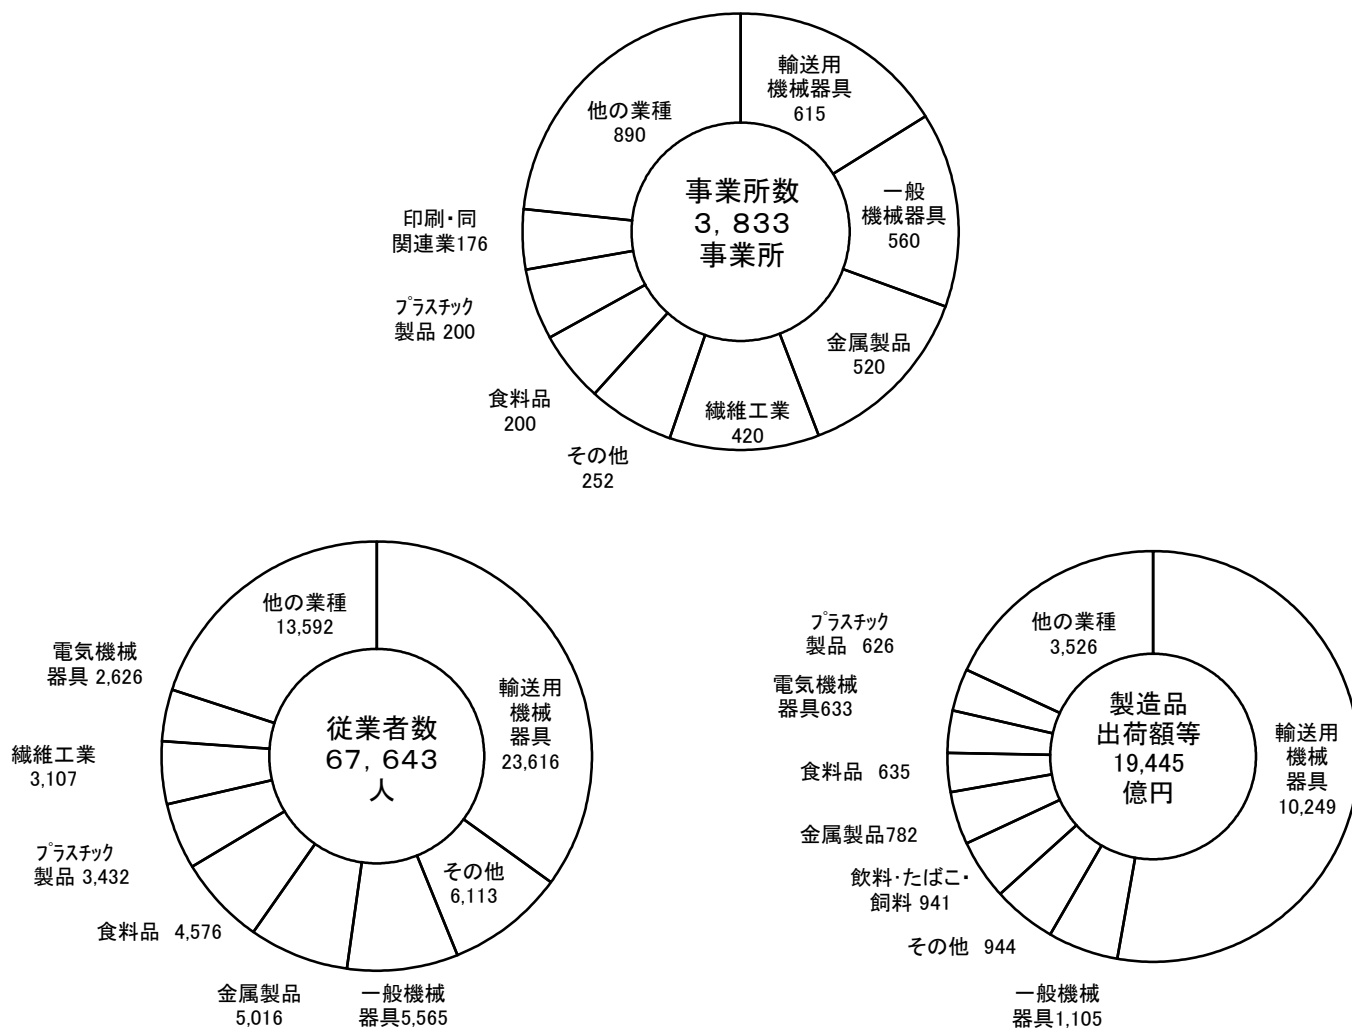 輸送用
機械器具
615
一般
機械器具
560
金属製品
520
繊維工業
420
その他
252
食料品
200
プラスチック
製品 200
印刷・同
関連業176
他の業種
890
事業所数
3，833
事業所
輸送用
機械
器具
23,616
その他
6,113
一般機械
器具5,565
金属製品
5,016
食料品 4,576
プラスチック
製品 3,432
繊維工業
3,107
電気機械
器具 2,626
他の業種
13,592
従業者数
67，643
人
輸送用
機械
器具
10,249
一般機械
器具1,105
その他 944
飲料・たばこ・
飼料 941
金属製品782
食料品 635
電気機械
器具633
プラスチック
製品 626
他の業種
3,526
製造品
出荷額等
19,445
億円